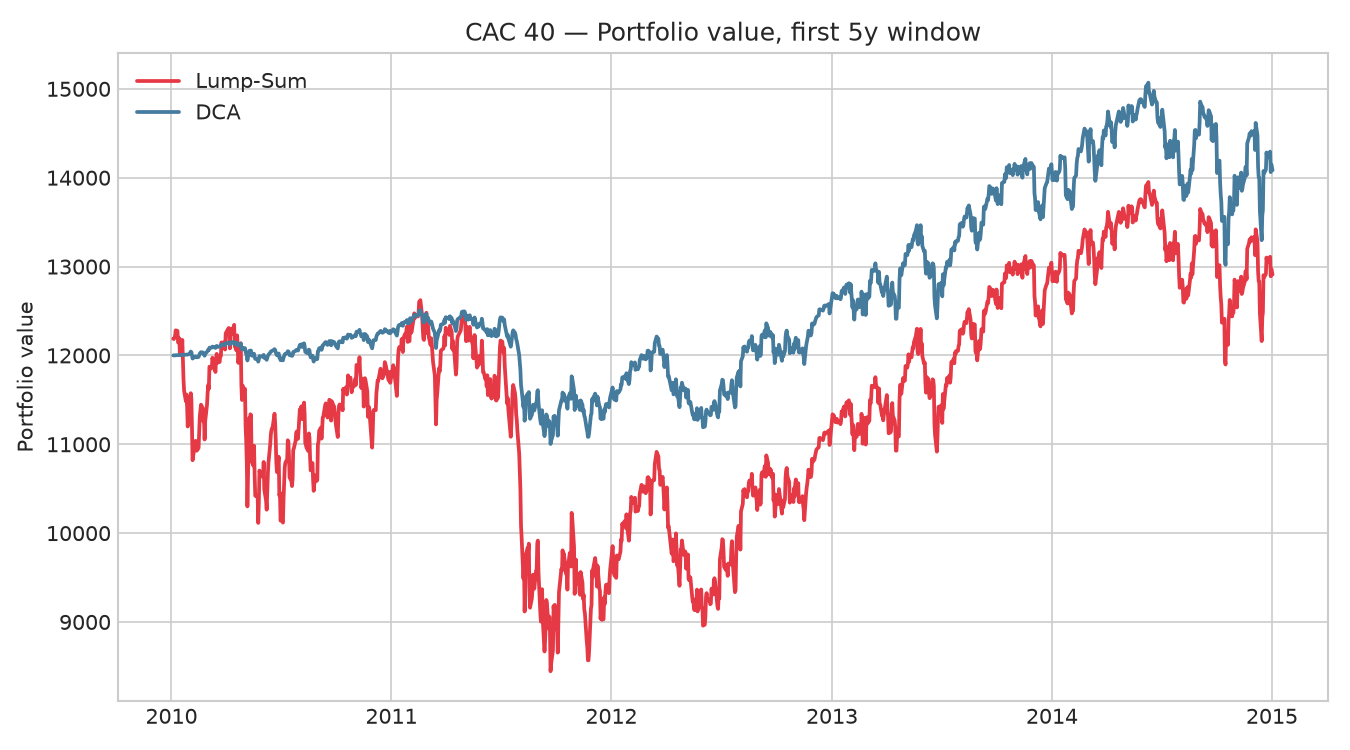 CAC 40 — Portfolio value, first 5y window
Lump-Sum
DCA
Portfolio value
15000
14000
13000
12000
11000
10000
9000
2010 2011 2012 2013 2014 2015